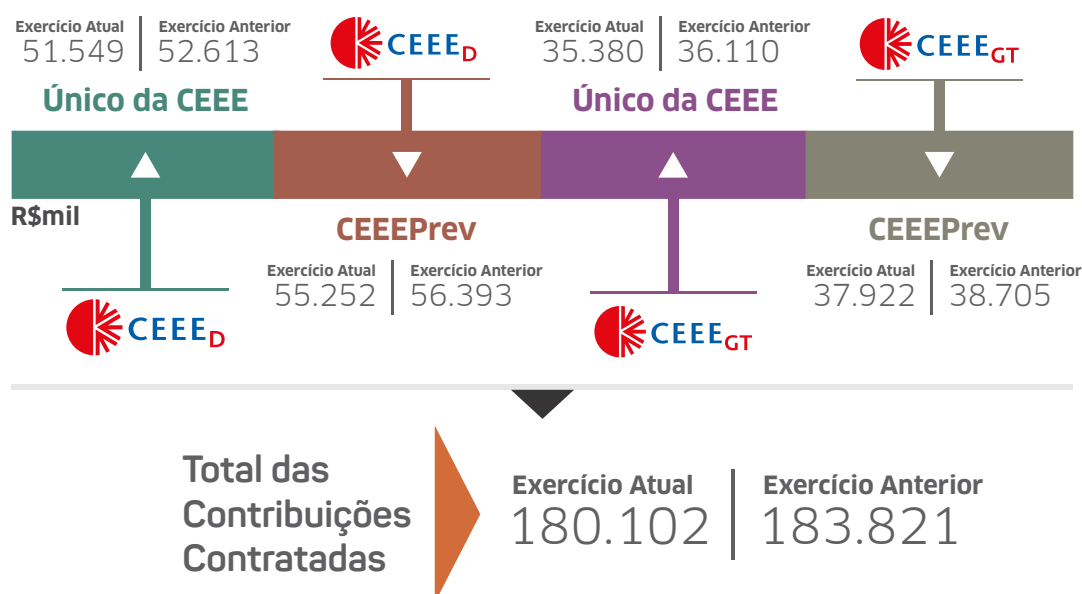 Exercício Atual
51.549
Exercício Anterior
52.613
Único da CEEE
CEEED
Exercício Atual
35.380
Exercício Anterior
36.110
Único da CEEE
CEEEGT
R$mil
CEEED
CEEEPrev
Exercício Atual
55.252
Exercício Anterior
56.393
CEEEGT
CEEEPrev
Exercício Atual
37.922
Exercício Anterior
38.705
Total das
Contribuições
Contratadas
Exercício Atual
180.102
Exercício Anterior
183.821